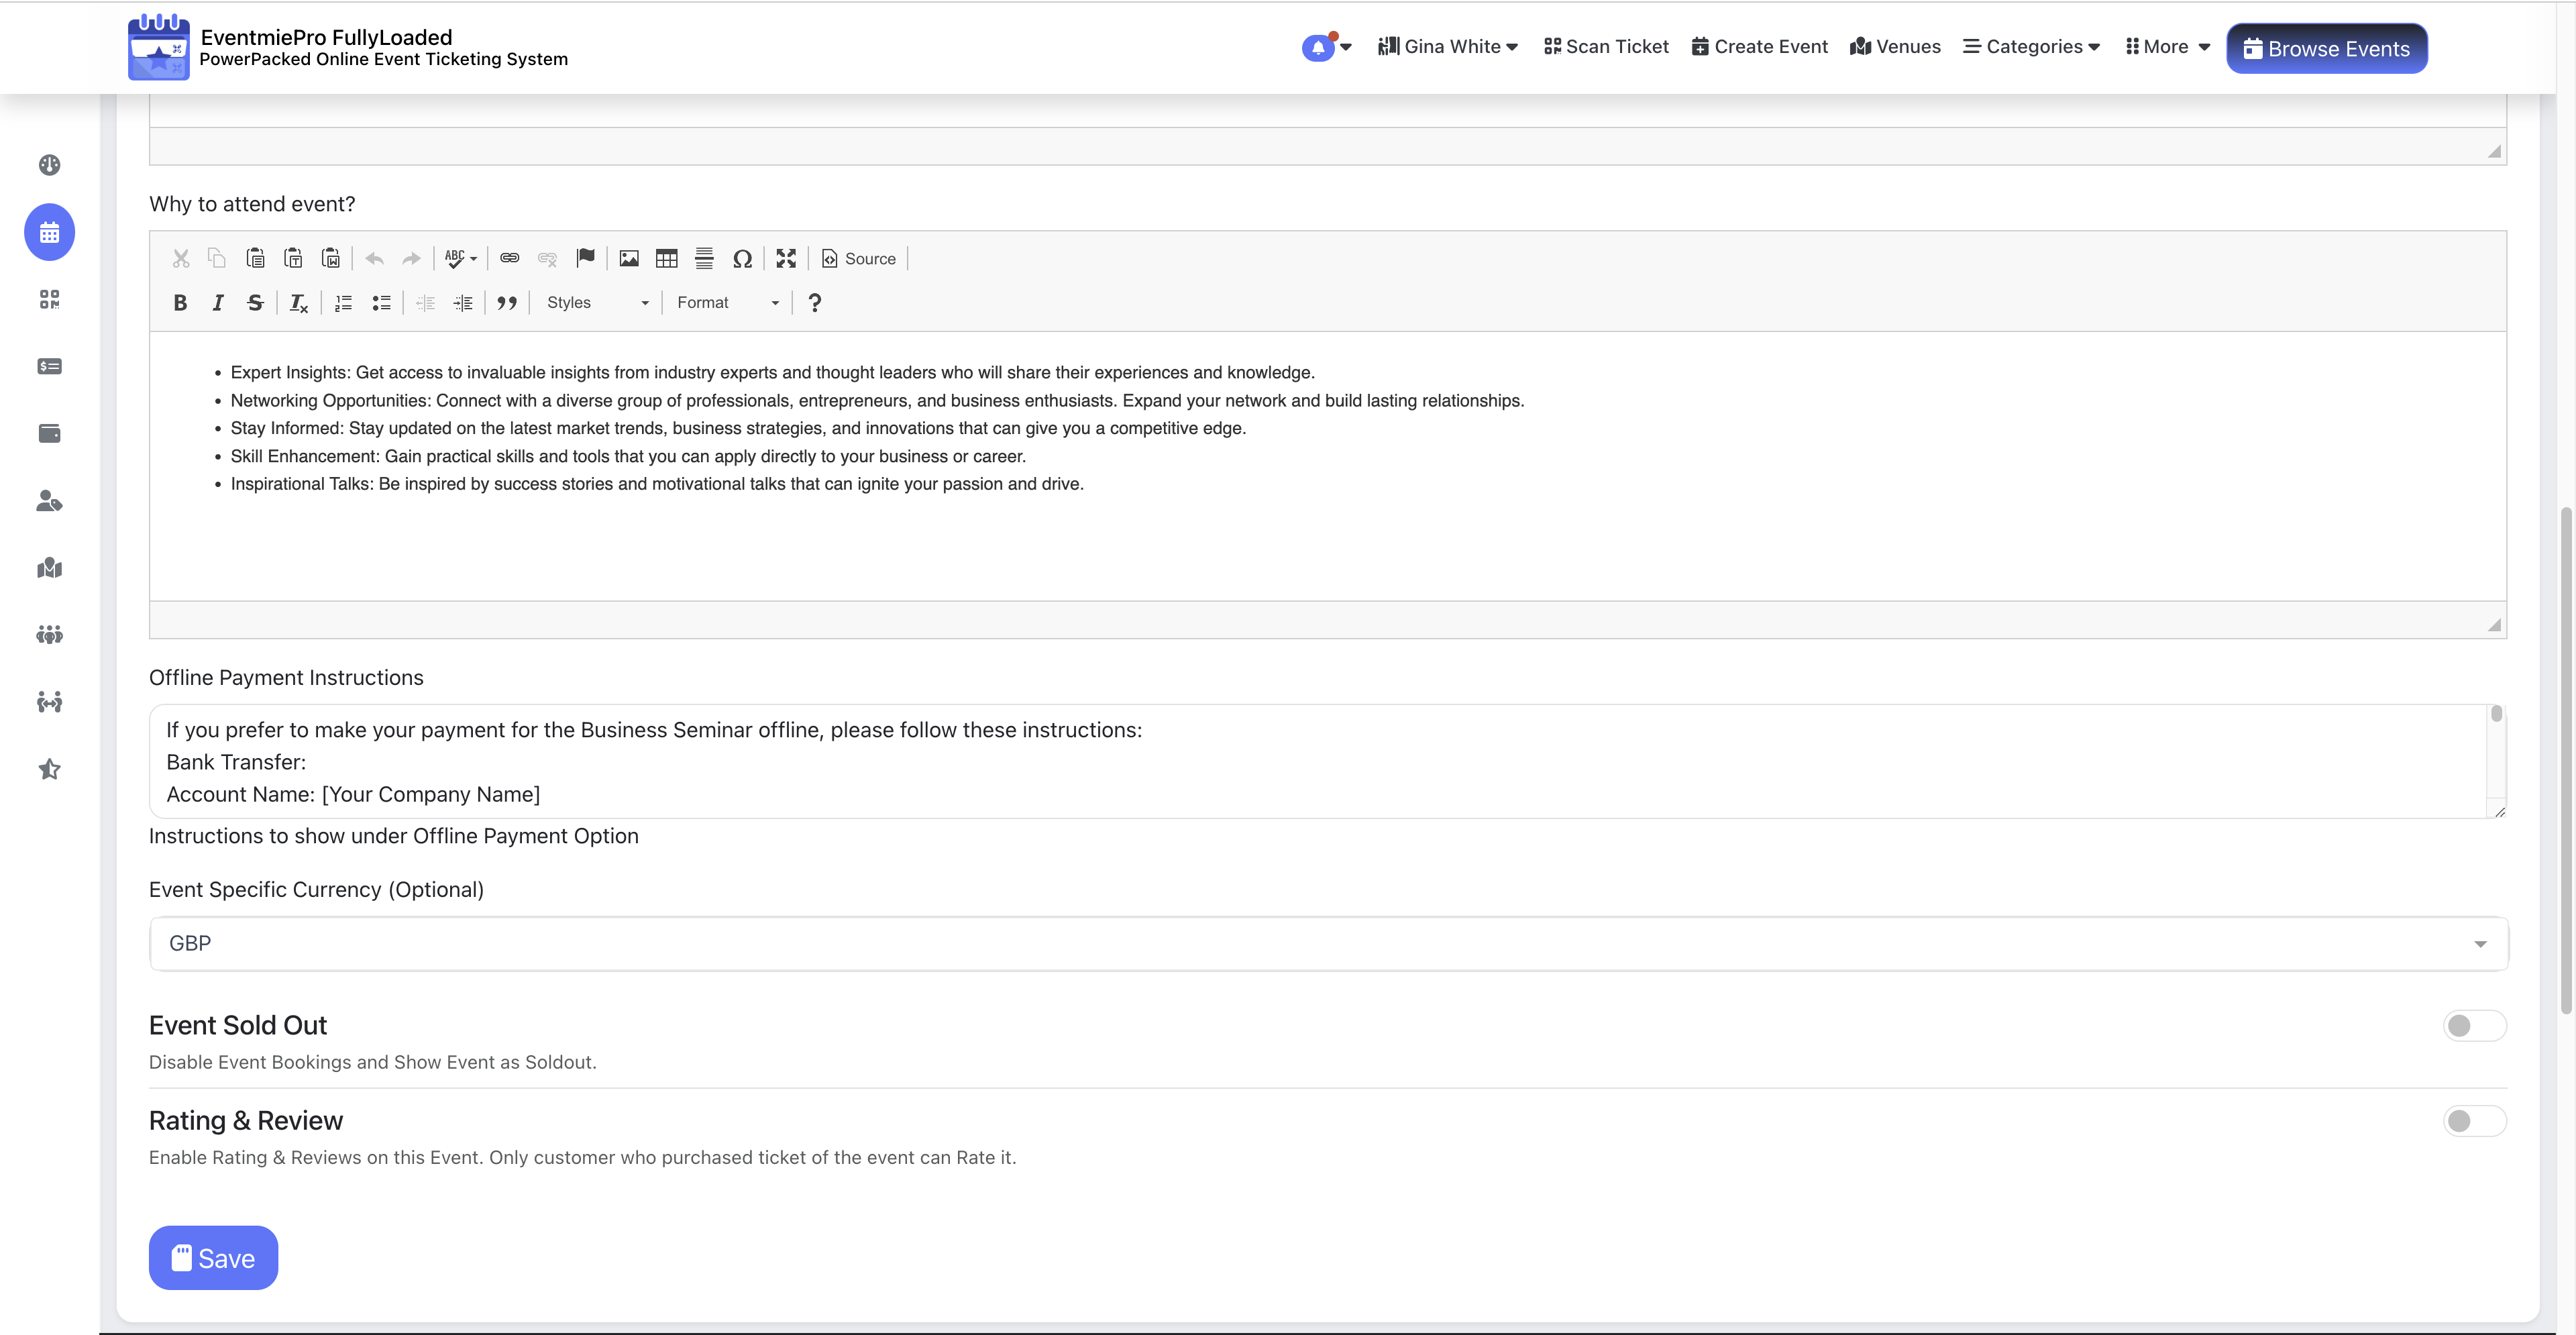 EventmiePro FullyLoaded
PowerPacked Online Event Ticketing System
Gina White
Scan Ticket
Create Event
Venues
Categories
More
Browse Events
Why to attend event?
ABC
Source
B I S Tx
Styles
Format
?
• Expert Insights: Get access to invaluable insights from industry experts and thought leaders who will share their experiences and knowledge.
• Networking Opportunities: Connect with a diverse group of professionals, entrepreneurs, and business enthusiasts. Expand your network and build lasting relationships.
• Stay Informed: Stay updated on the latest market trends, business strategies, and innovations that can give you a competitive edge.
• Skill Enhancement: Gain practical skills and tools that you can apply directly to your business or career.
• Inspirational Talks: Be inspired by success stories and motivational talks that can ignite your passion and drive.
Offline Payment Instructions
If you prefer to make your payment for the Business Seminar offline, please follow these instructions:
Bank Transfer:
Account Name: [Your Company Name]
Instructions to show under Offline Payment Option
Event Specific Currency (Optional)
GBP
Event Sold Out
Disable Event Bookings and Show Event as Soldout.
Rating & Review
Enable Rating & Reviews on this Event. Only customer who purchased ticket of the event can Rate it.
Save